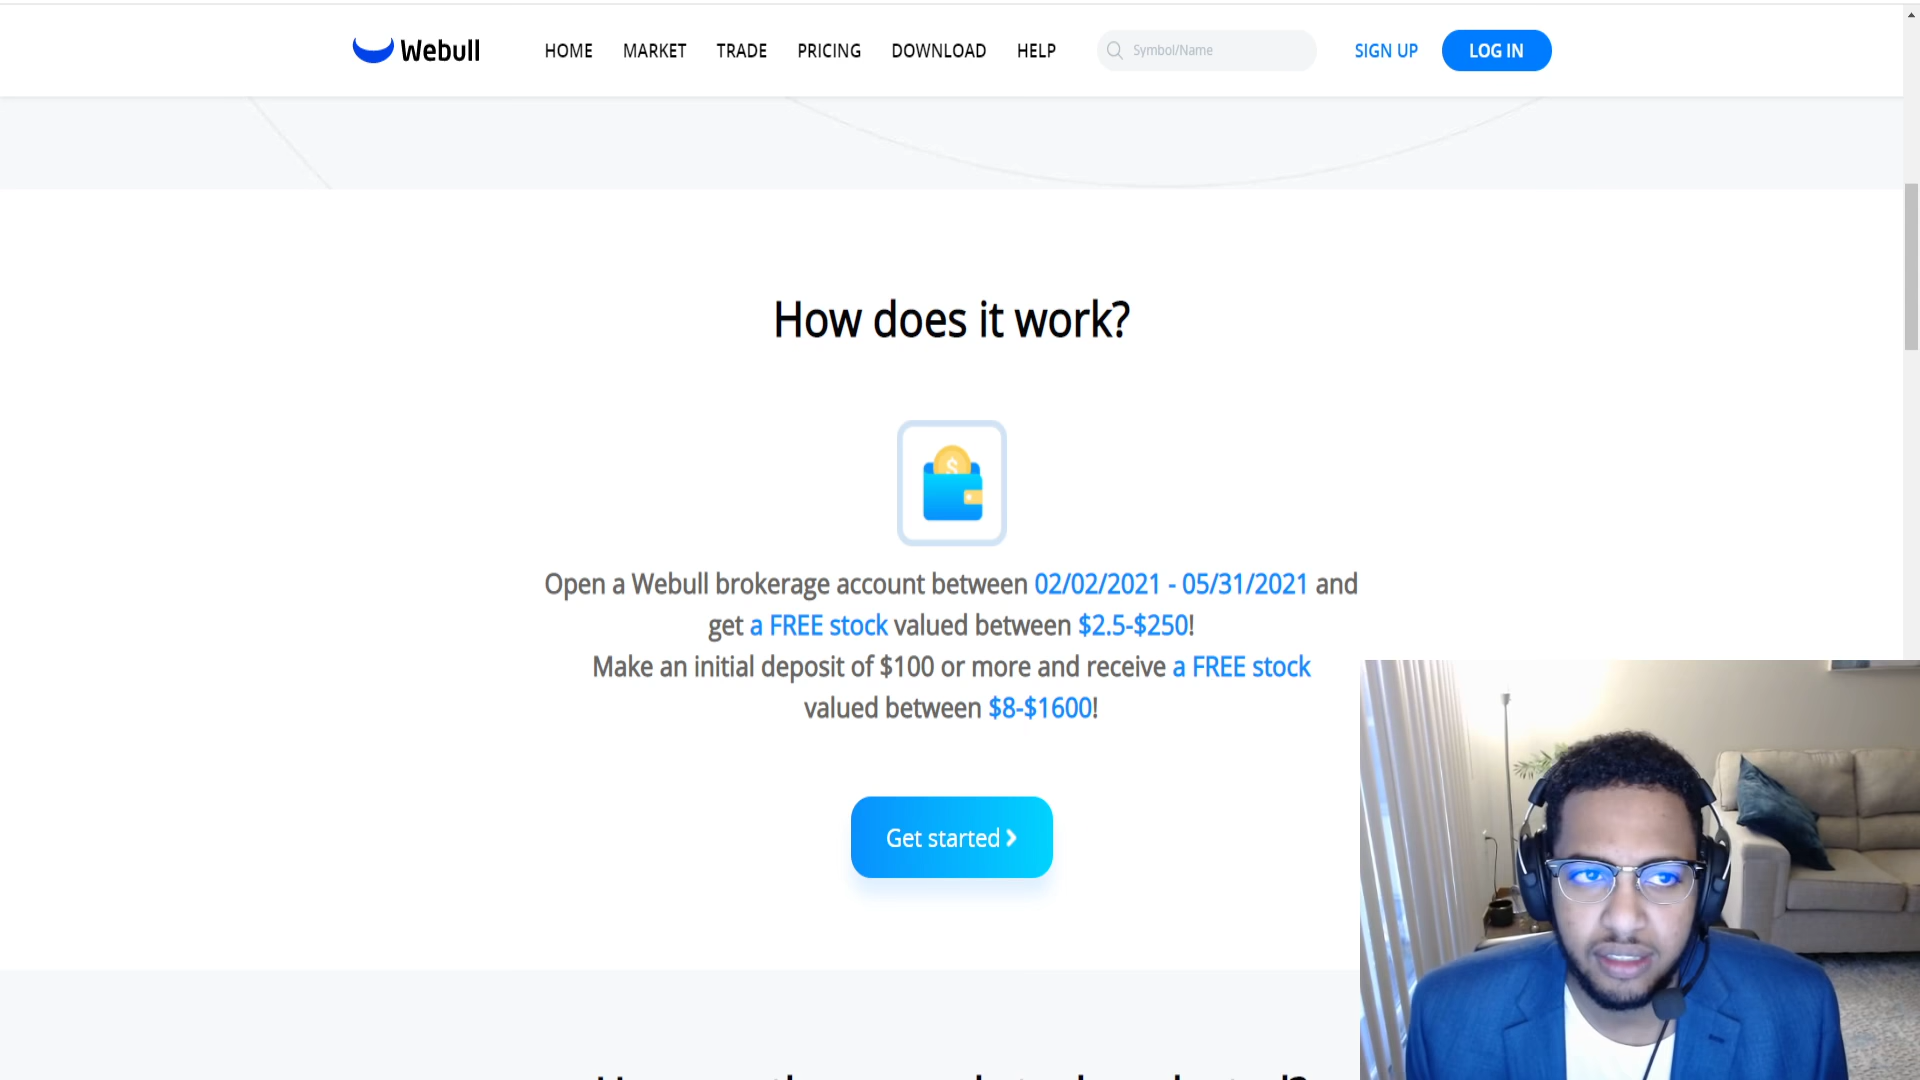 Webull
HOME
MARKET
TRADE
PRICING
DOWNLOAD
HELP
Symbol/Name
SIGN UP
LOG IN
How does it work?
$
Open a Webull brokerage account between 02/02/2021 - 05/31/2021 and
get a FREE stock valued between $2.5-$250!
Make an initial deposit of $100 or more and receive a FREE stock
valued between $8-$1600!
Get started